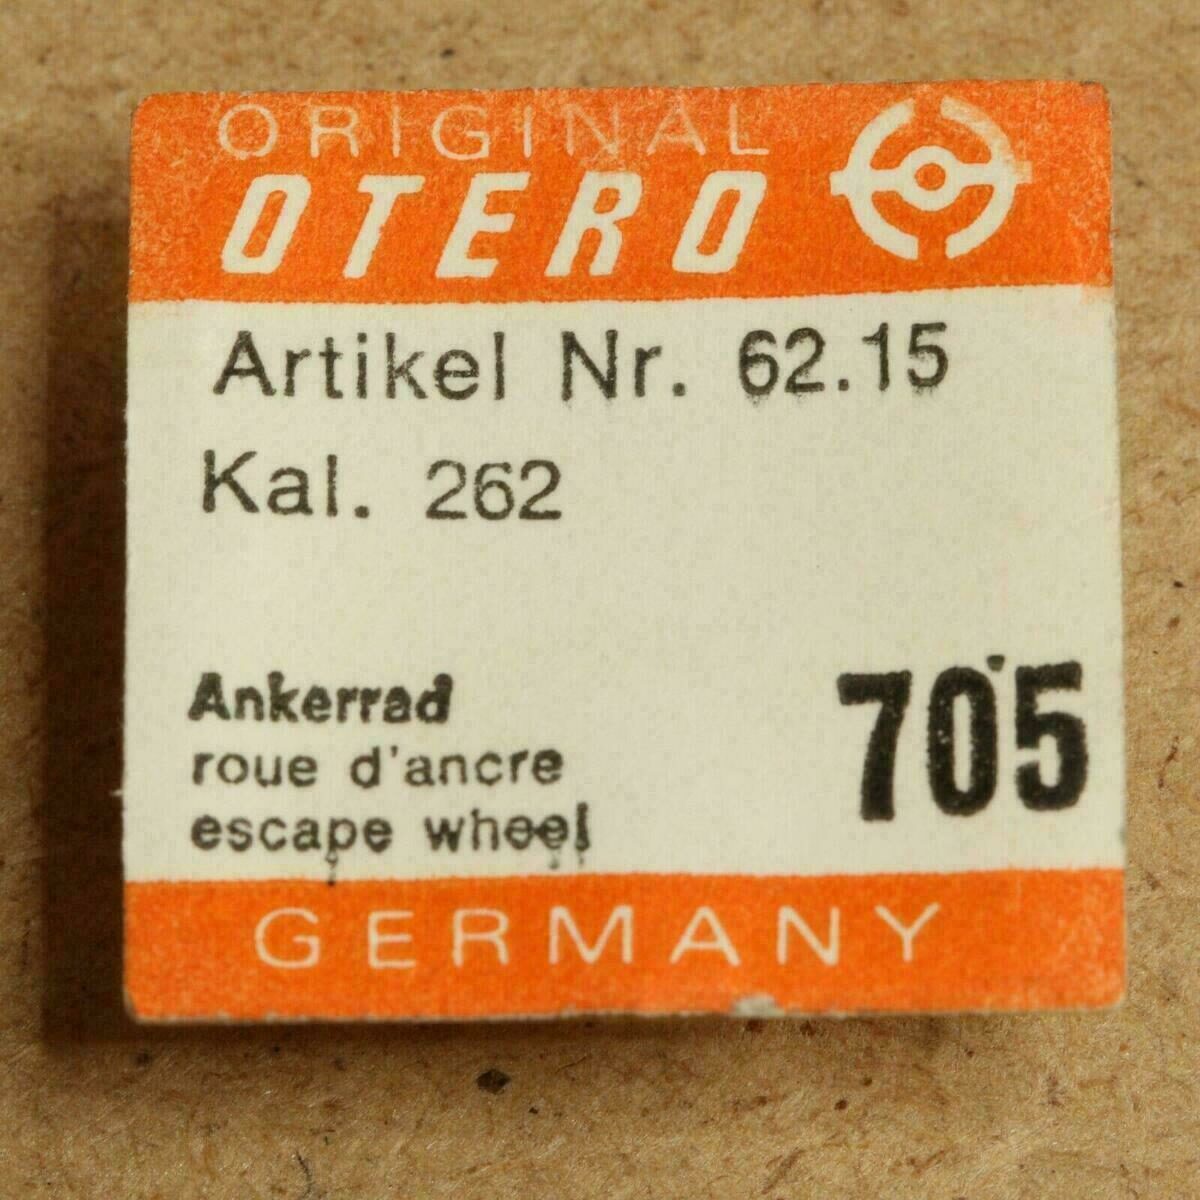 ORIGINAL
OTERO
Artikel Nr. 62.15
Kal. 262
Ankerrad
roue d'ancre
escape wheel
705
GERMANY